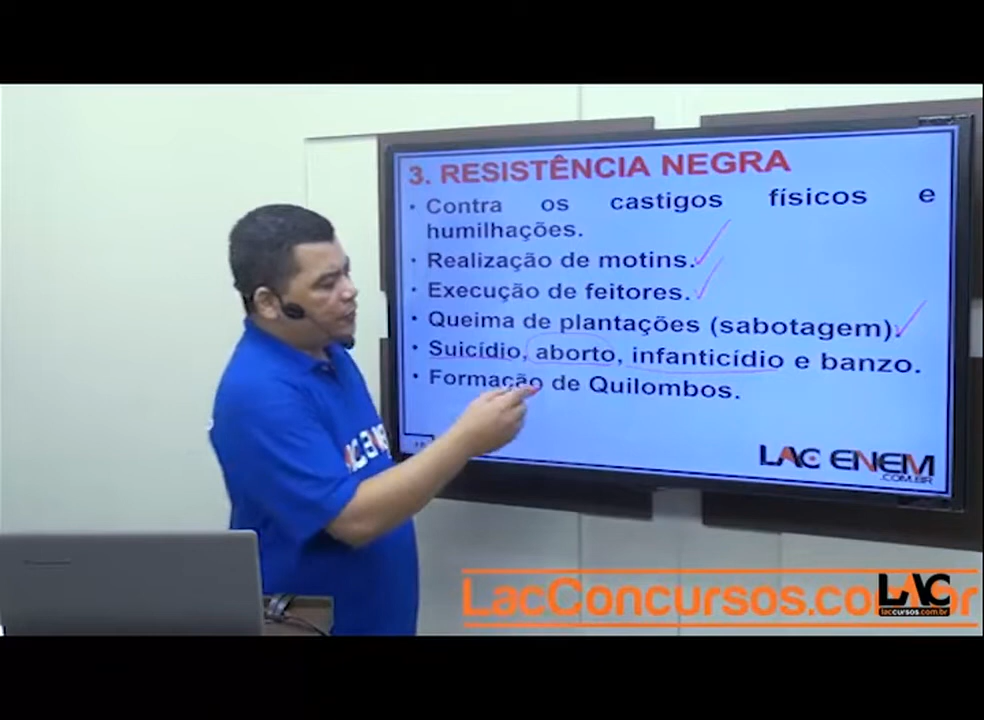 3. RESISTÊNCIA NEGRA
• Contra os castigos físicos e
humilhações.
• Realização de motins.
• Execução de feitores.
• Queima de plantações (sabotagem).
• Suicídio, aborto, infanticídio e banzo.
• Formação de Quilombos.
LAC ENEM
.COM.BR
LacConcursos.com.br
LAC
laccursos.com.br